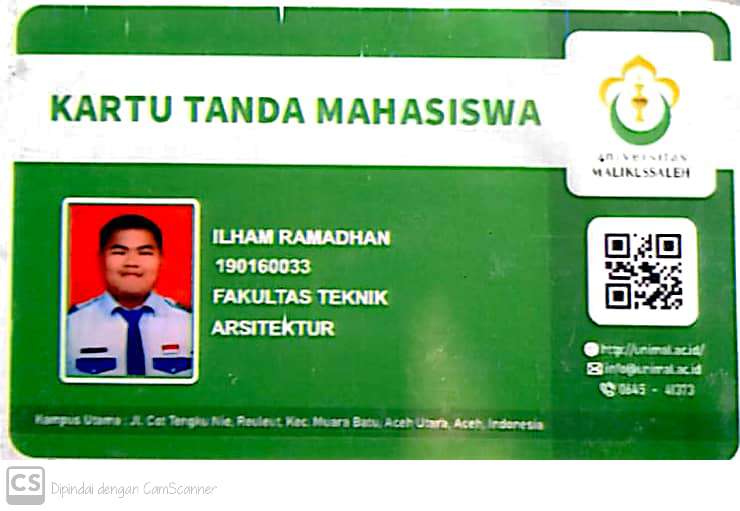 KARTU TANDA MAHASISWA
universitas
MALIKUSSALEH
ILHAM RAMADHAN
190160033
FAKULTAS TEKNIK
ARSITEKTUR
http://unimal.ac.id/
info@unimal.ac.id
0645 - 41373
Kampus Utama : Jl. Cot Tengku Nie, Reuleut, Kec. Muara Batu, Aceh Utara, Aceh, Indonesia
CS Dipindai dengan CamScanner